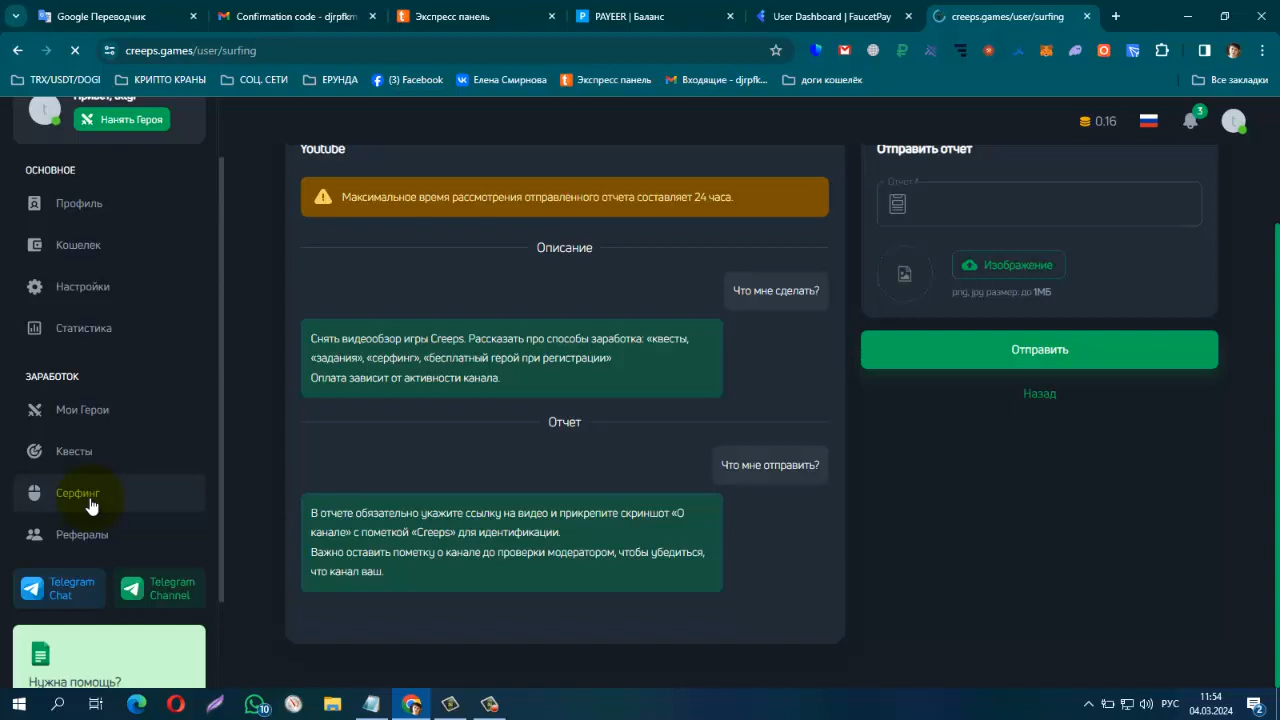 Google Переводчик
Confirmation code - djrpfkm
Экспресс панель
PAYEER | Баланс
User Dashboard | FaucetPay
creeps.games/user/surfing
creeps.games/user/surfing
TRX/USDT/DOGI
КРИПТО КРАНЫ
СОЦ. СЕТИ
ЕРУНДА
(3) Facebook
Елена Смирнова
Экспресс панель
Входящие - djrpfk...
доги кошелёк
Все закладки
Нанять Героя
0.16
3
ОСНОВНОЕ
Профиль
Кошелек
Настройки
Статистика
ЗАРАБОТОК
Мои Герои
Квесты
Серфинг
Рефералы
Telegram
Chat
Telegram
Channel
Нужна помощь?
Youtube
Максимальное время рассмотрения отправленного отчета составляет 24 часа.
Описание
Что мне сделать?
Снять видеообзор игры Creeps. Рассказать про способы заработка: «квесты,
«задания», «серфинг», «бесплатный герой при регистрации»
Оплата зависит от активности канала.
Отчет
Что мне отправить?
В отчете обязательно укажите ссылку на видео и прикрепите скриншот «О
канале» с пометкой «Creeps» для идентификации.
Важно оставить пометку о канале до проверки модератором, чтобы убедиться,
что канал ваш.
Отправить отчет
Отчет *
Изображение
png, jpg размер: до 1МБ
Отправить
Назад
10
РУС
11:54
04.03.2024
2